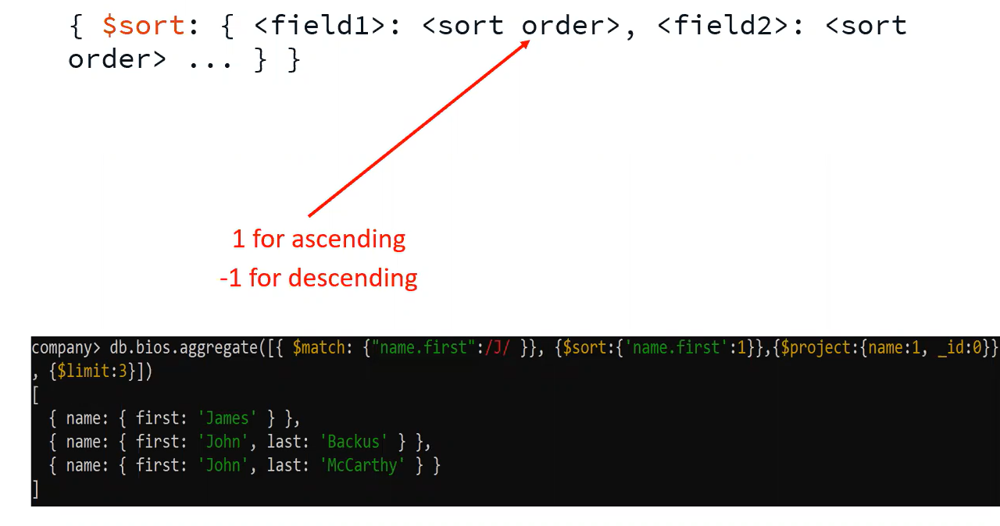 { $sort: { <field1>: <sort order>, <field2>: <sort
order> ... } }
1 for ascending
-1 for descending
company> db.bios.aggregate([{ $match: {"name.first":/J/ }}, {$sort:{'name.first':1}},{$project:{name:1, _id:0}}
, {$limit:3}])
[
  { name: { first: 'James' } },
  { name: { first: 'John', last: 'Backus' } },
  { name: { first: 'John', last: 'McCarthy' } }
]